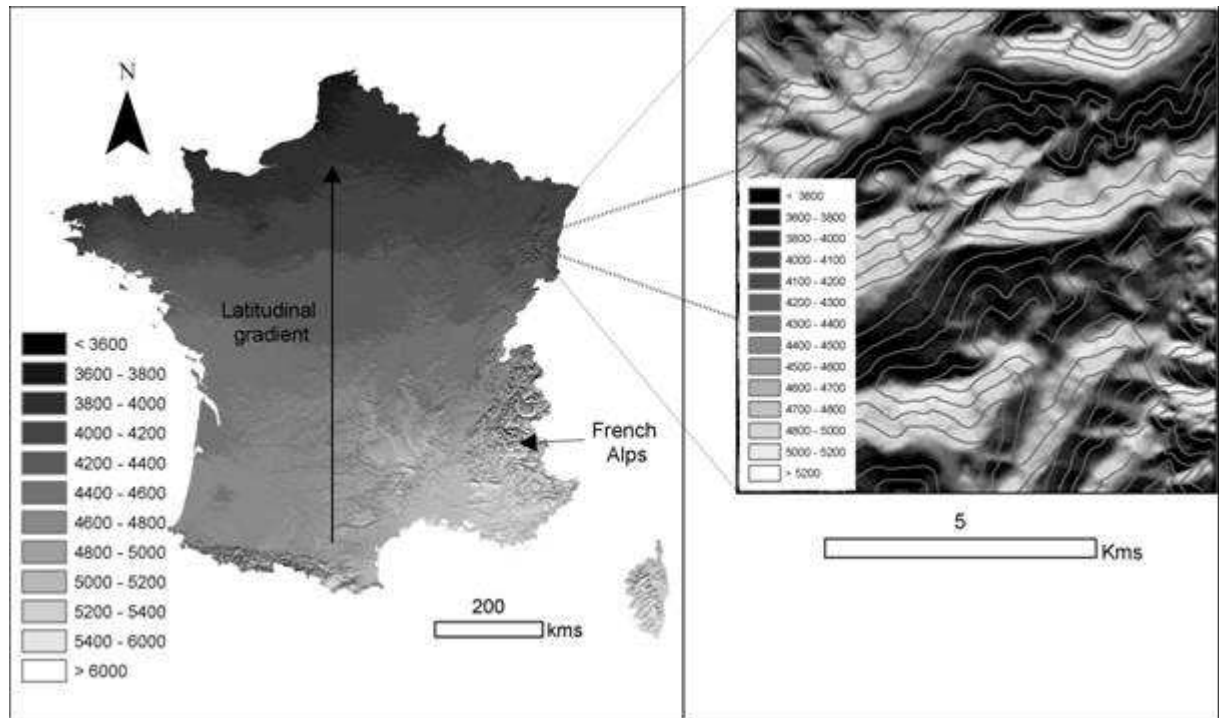 N
Latitudinal
gradient
French
Alps
< 3600
3600 - 3800
3800 - 4000
4000 - 4200
4200 - 4400
4400 - 4600
4600 - 4800
4800 - 5000
5000 - 5200
5200 - 5400
5400 - 6000
> 6000
200
kms
< 3600
3600 - 3800
3800 - 4000
4000 - 4100
4100 - 4200
4200 - 4300
4300 - 4400
4400 - 4500
4500 - 4600
4600 - 4700
4700 - 4800
4800 - 5000
5000 - 5200
> 5200
5
Kms